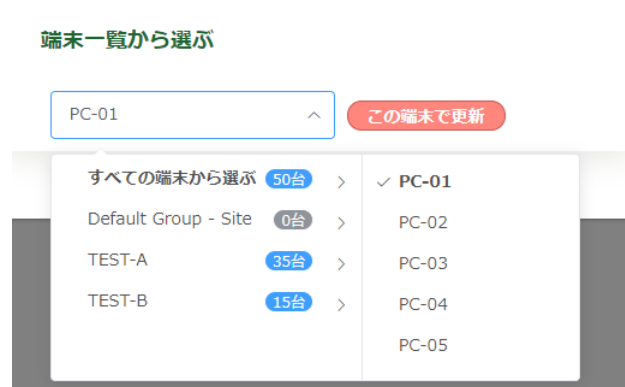 端末一覧から選ぶ
PC-01
この端末で更新
すべての端末から選ぶ 50台
Default Group - Site 0台
TEST-A 35台
TEST-B 15台
PC-01
PC-02
PC-03
PC-04
PC-05